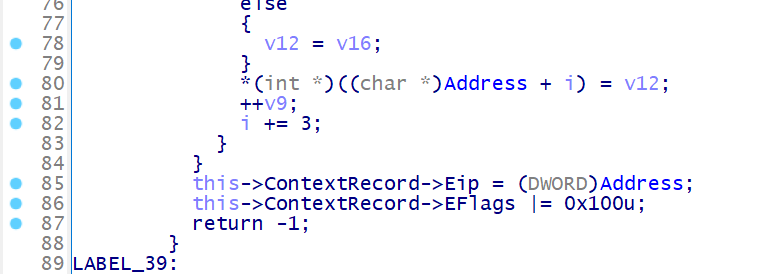 76 else
77 {
78 v12 = v16;
79 }
80 *(int *)((char *)Address + i) = v12;
81 ++v9;
82 i += 3;
83 }
84 }
85 this->ContextRecord->Eip = (DWORD)Address;
86 this->ContextRecord->EFlags |= 0x100u;
87 return -1;
88 }
89 LABEL_39: